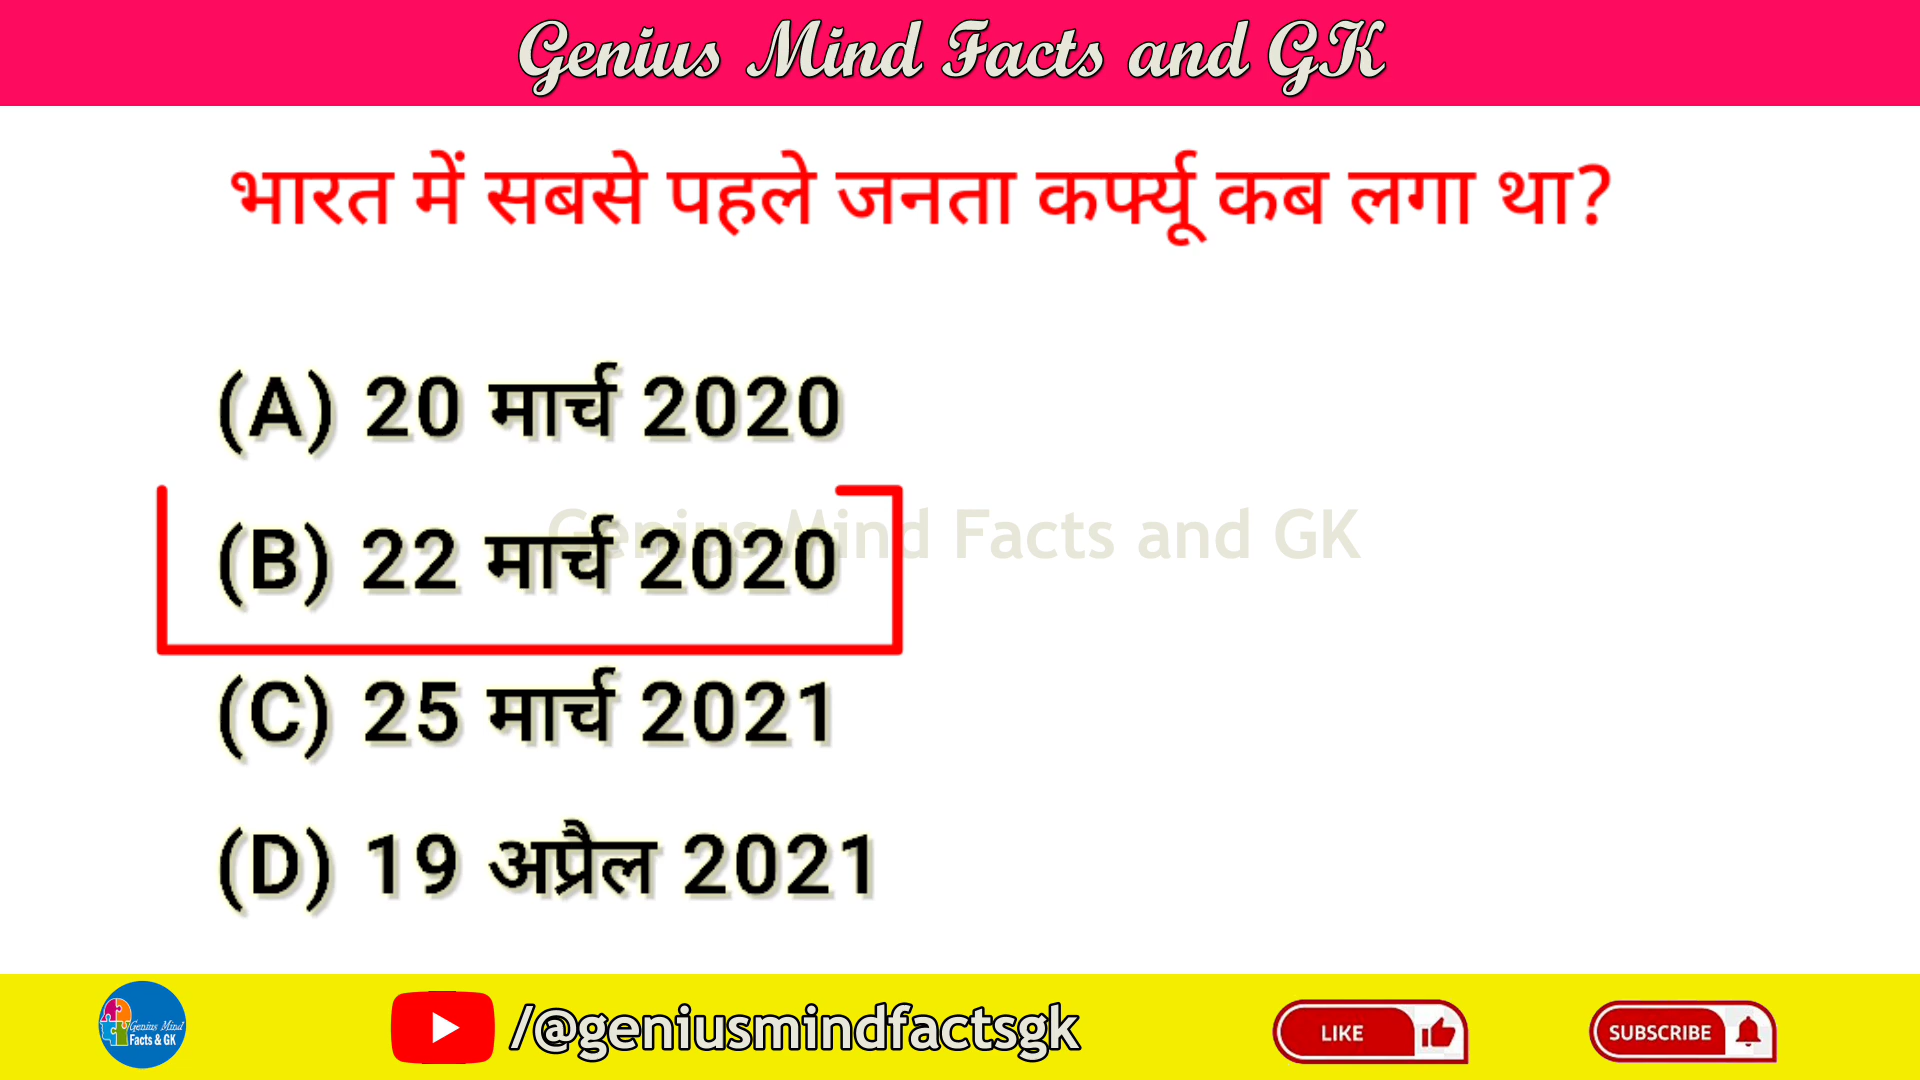 Genius Mind Facts and GK
भारत में सबसे पहले जनता कर्फ्यू कब लगा था?
(A) 20 मार्च 2020
(B) 22 मार्च 2020
Genius Mind Facts and GK
(C) 25 मार्च 2021
(D) 19 अप्रैल 2021
Genius Mind
Facts & GK
/@geniusmindfactsgk
LIKE
SUBSCRIBE